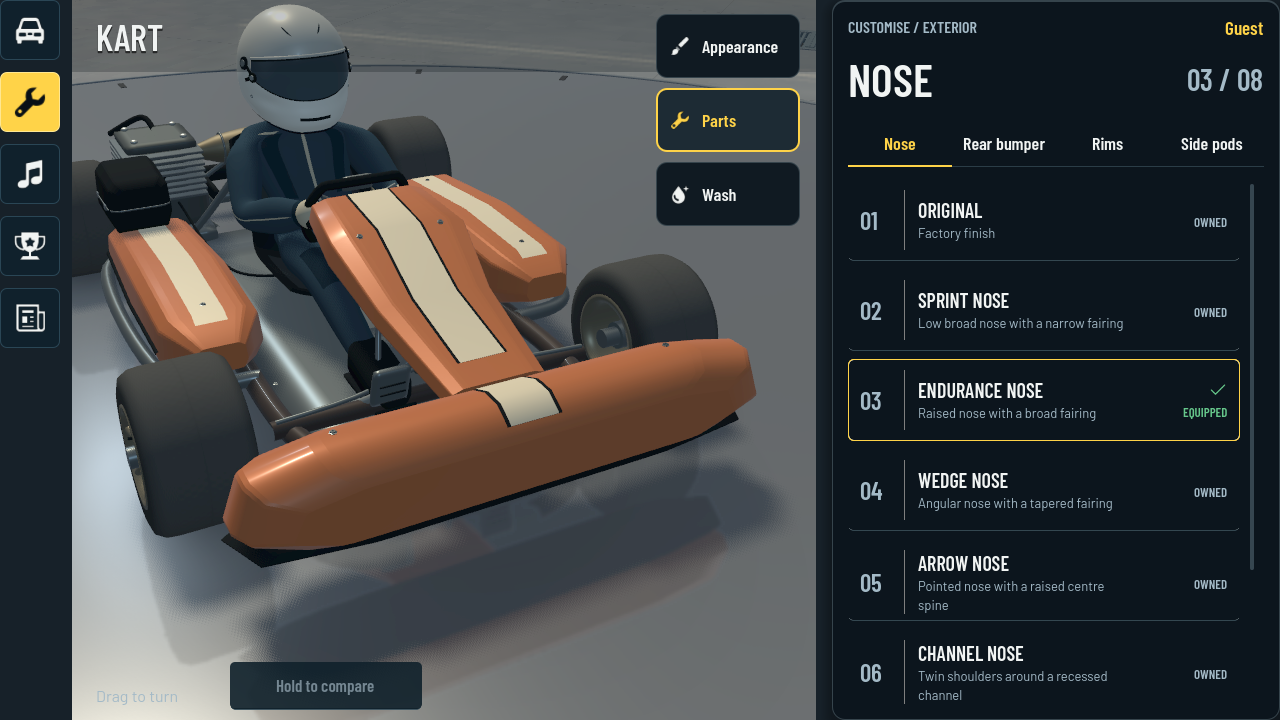 KART
Appearance
Parts
Wash
Hold to compare
Drag to turn
CUSTOMISE / EXTERIOR
Guest
NOSE
03 / 08
Nose
Rear bumper
Rims
Side pods
01
ORIGINAL
Factory finish
OWNED
02
SPRINT NOSE
Low broad nose with a narrow fairing
OWNED
03
ENDURANCE NOSE
Raised nose with a broad fairing
EQUIPPED
04
WEDGE NOSE
Angular nose with a tapered fairing
OWNED
05
ARROW NOSE
Pointed nose with a raised centre
spine
OWNED
06
CHANNEL NOSE
Twin shoulders around a recessed
channel
OWNED